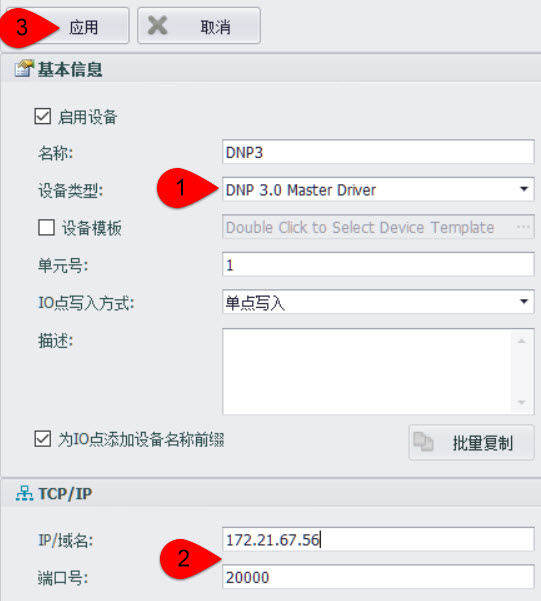 3 应用 取消
基本信息
启用设备
名称: DNP3
设备类型: 1 DNP 3.0 Master Driver
设备模板 Double Click to Select Device Template ...
单元号: 1
IO点写入方式: 单点写入
描述:
为IO点添加设备名称前缀 批量复制
TCP/IP
IP/域名: 172.21.67.56
2
端口号: 20000